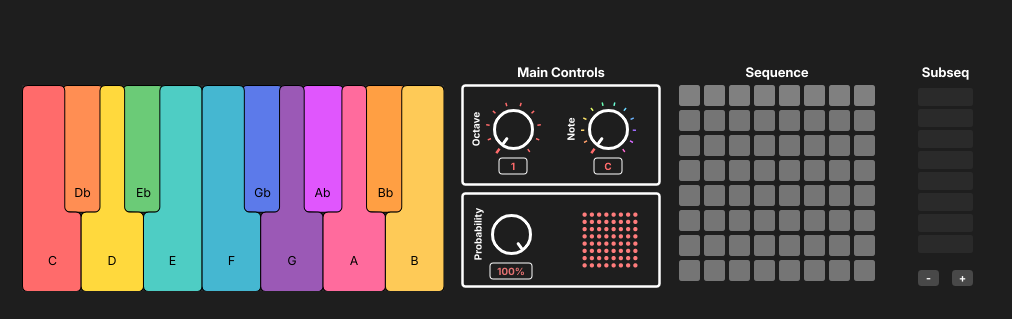 Main Controls
Sequence
Subseq
Octave
Note
1
C
Db
Eb
Gb
Ab
Bb
C
D
E
F
G
A
B
Probability
100%
-
+